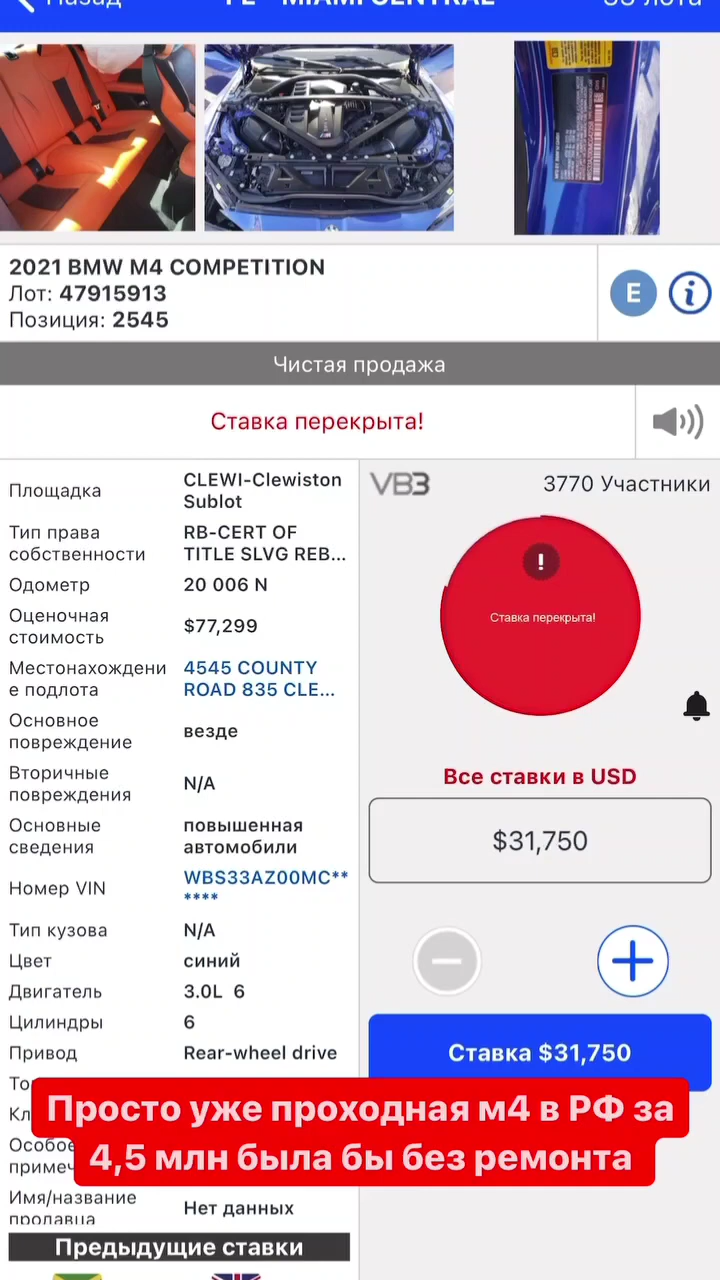 Назад
FL - MIAMI CENTRAL
2021 BMW M4 COMPETITION
Лот: 47915913
Позиция: 2545
E
i
Чистая продажа
Ставка перекрыта!
Площадка
CLEWI-Clewiston
Sublot
Тип права
собственности
RB-CERT OF
TITLE SLVG REB...
Одометр
20 006 N
Оценочная
стоимость
$77,299
Местонахождени
е подлота
4545 COUNTY
ROAD 835 CLE...
Основное
повреждение
везде
Вторичные
повреждения
N/A
Основные
сведения
повышенная
автомобили
Номер VIN
WBS33AZ00MC**
****
Тип кузова
N/A
Цвет
синий
Двигатель
3.0L 6
Цилиндры
6
Привод
Rear-wheel drive
Имя/название
продавца
Нет данных
Предыдущие ставки
VB3
3770 Участники
!
Ставка перекрыта!
Все ставки в USD
$31,750
Ставка $31,750
Просто уже проходная м4 в РФ за
4,5 млн была бы без ремонта